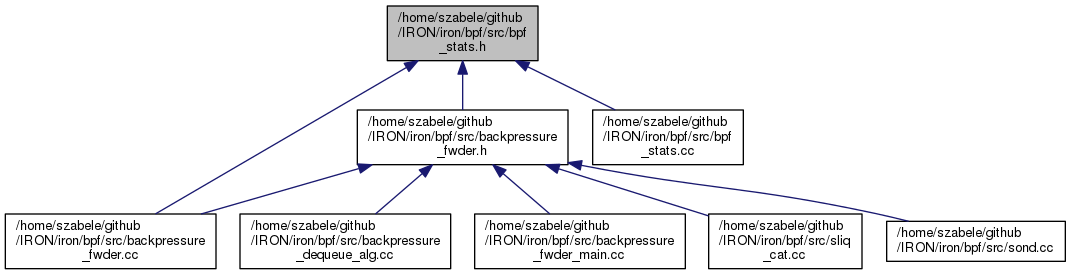 /home/szabele/github
/IRON/iron/bpf/src/bpf
_stats.h
/home/szabele/github
/IRON/iron/bpf/src/backpressure
_fwder.h
/home/szabele/github
/IRON/iron/bpf/src/bpf
_stats.cc
/home/szabele/github
/IRON/iron/bpf/src/backpressure
_fwder.cc
/home/szabele/github
/IRON/iron/bpf/src/backpressure
_dequeue_alg.cc
/home/szabele/github
/IRON/iron/bpf/src/backpressure
_fwder_main.cc
/home/szabele/github
/IRON/iron/bpf/src/sliq
_cat.cc
/home/szabele/github
/IRON/iron/bpf/src/sond.cc